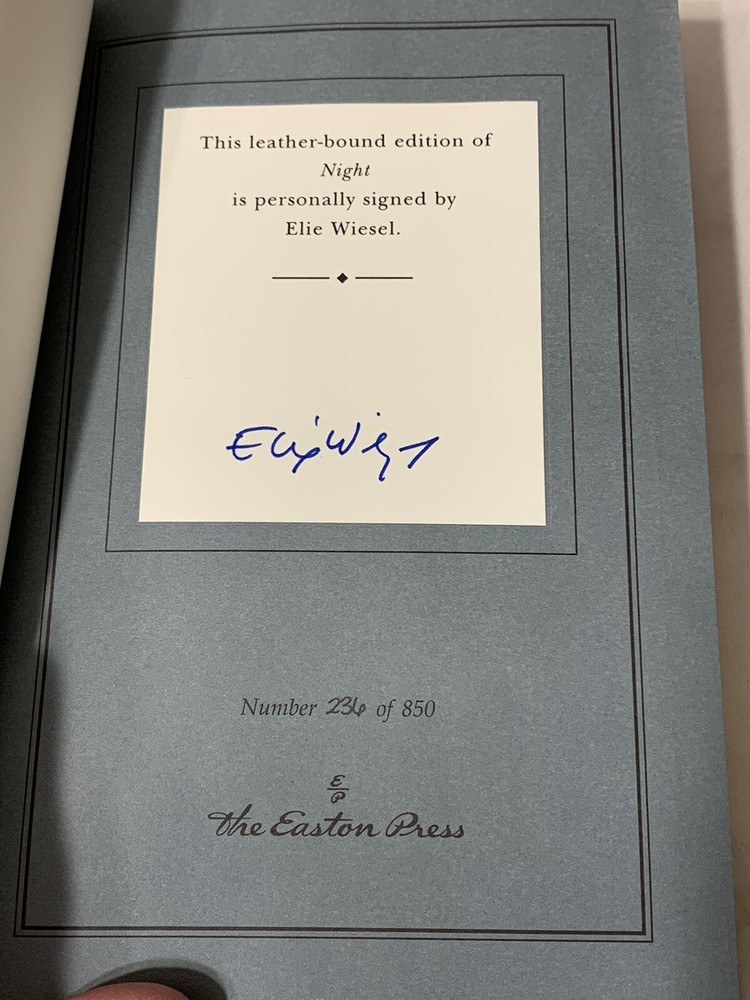 This leather-bound edition of
Night
is personally signed by
Elie Wiesel.
Number 236 of 850
E
P
the Easton Press